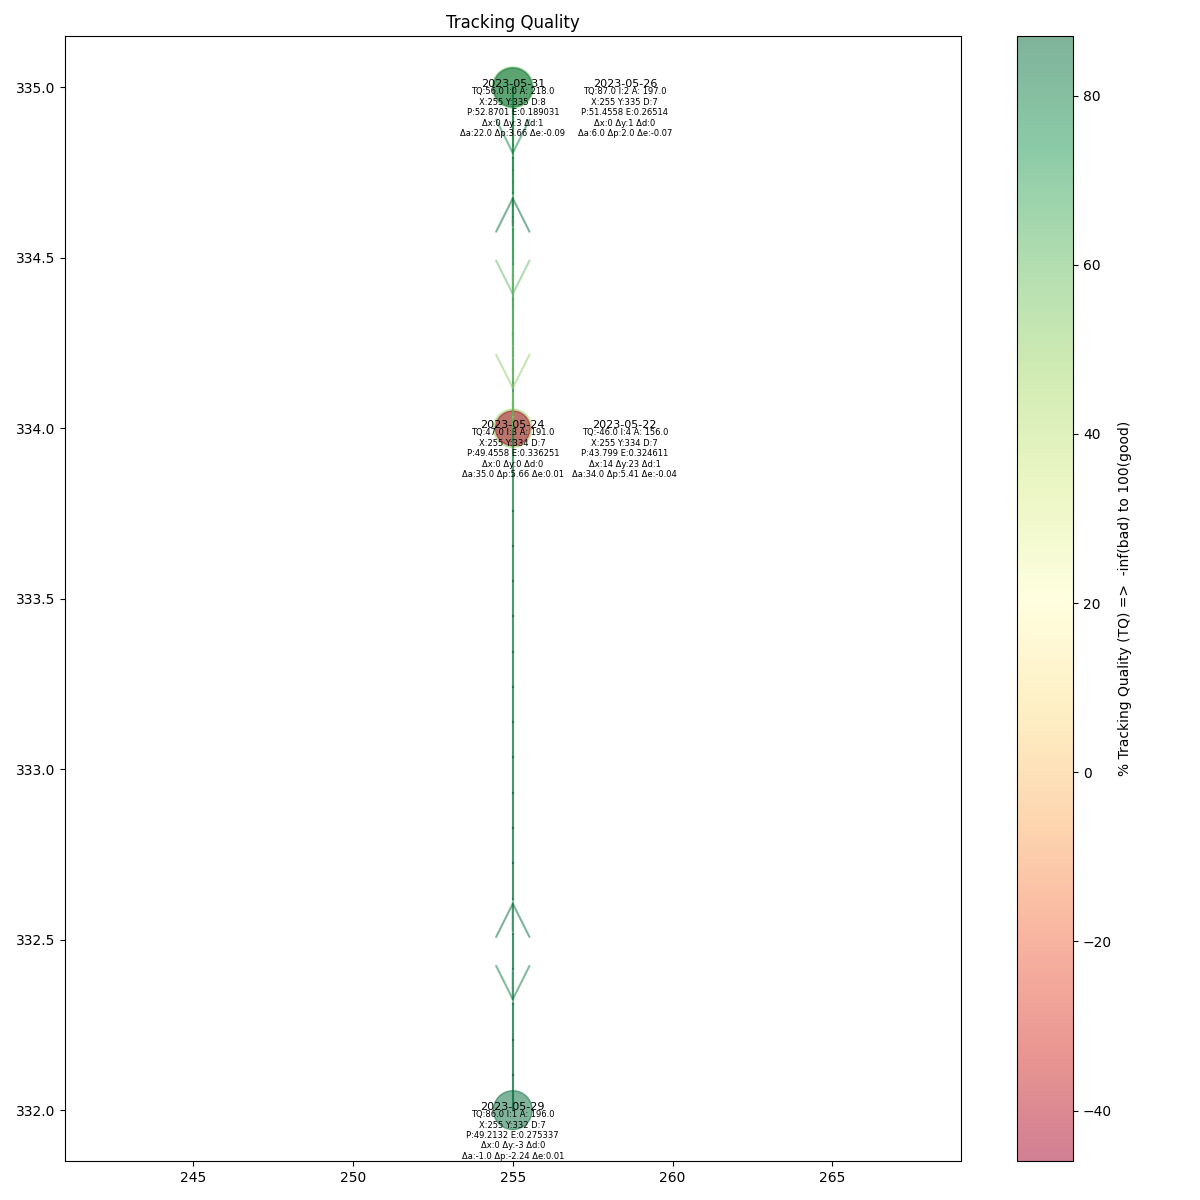 Tracking Quality
335.0
334.5
334.0
333.5
333.0
332.5
332.0
245
250
255
260
265
2023-05-31
TQ:56.0 I:0 A: 218.0
X:255 Y:335 D:8
P:52.8701 E:0.189031
Δx:0 Δy:3 Δd:1
Δa:22.0 Δp:3.66 Δe:-0.09
2023-05-26
TQ:87.0 I:2 A: 197.0
X:255 Y:335 D:7
P:51.4558 E:0.26514
Δx:0 Δy:1 Δd:0
Δa:6.0 Δp:2.0 Δe:-0.07
2023-05-24
TQ:47.0 I:3 A: 191.0
X:255 Y:334 D:7
P:49.4558 E:0.336251
Δx:0 Δy:0 Δd:0
Δa:35.0 Δp:5.66 Δe:0.01
2023-05-22
TQ:-46.0 I:4 A: 156.0
X:255 Y:334 D:7
P:43.799 E:0.324611
Δx:14 Δy:23 Δd:1
Δa:34.0 Δp:5.41 Δe:-0.04
2023-05-29
TQ:86.0 I:1 A: 196.0
X:255 Y:332 D:7
P:49.2132 E:0.275337
Δx:0 Δy:-3 Δd:0
Δa:-1.0 Δp:-2.24 Δe:0.01
80
60
40
20
0
−20
−40
% Tracking Quality (TQ) => -inf(bad) to 100(good)